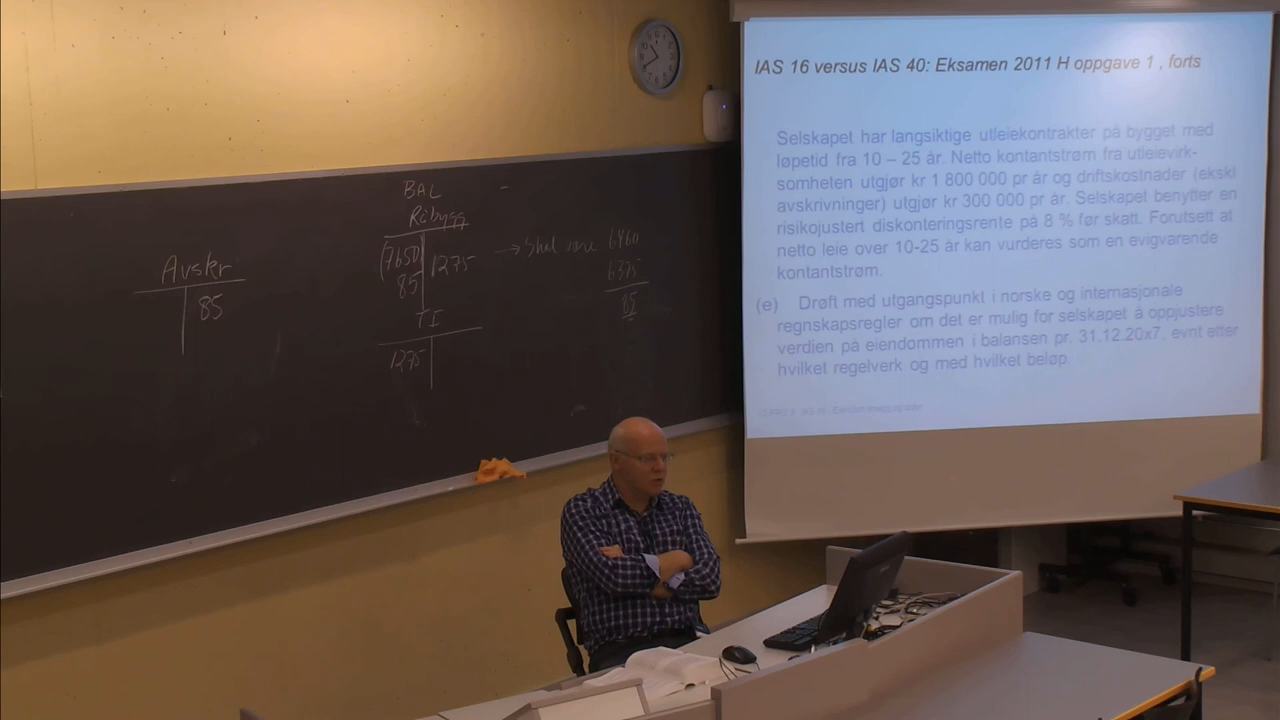 BAL
Råbygg
(7650) 1275 → Skal være 6460
85 6375
85
Avskr
85
TI
1275
IAS 16 versus IAS 40: Eksamen 2011 H oppgave 1 , forts
Selskapet har langsiktige utleiekontrakter på bygget med
løpetid fra 10 – 25 år. Netto kontantstrøm fra utleievirk-
somheten utgjør kr 1 800 000 pr år og driftskostnader (ekskl
avskrivninger) utgjør kr 300 000 pr år. Selskapet benytter en
risikojustert diskonteringsrente på 8 % før skatt. Forutsett at
netto leie over 10-25 år kan vurderes som en evigvarende
kontantstrøm.
(e) Drøft med utgangspunkt i norske og internasjonale
regnskapsregler om det er mulig for selskapet å oppjustere
verdien på eiendommen i balansen pr. 31.12.20x7, evnt etter
hvilket regelverk og med hvilket beløp.